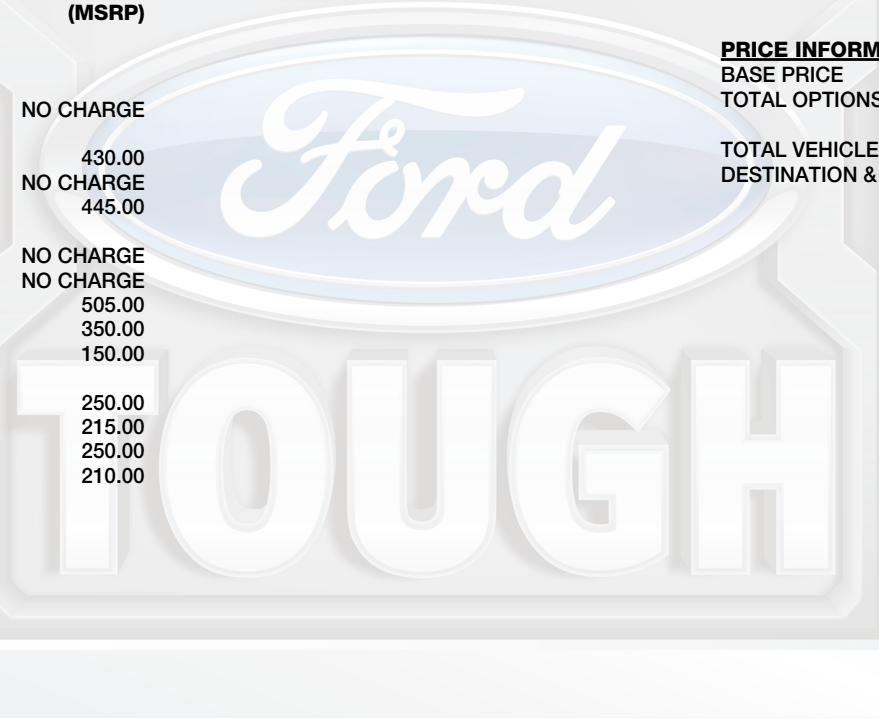 (MSRP)
NO CHARGE
430.00
NO CHARGE
445.00
NO CHARGE
NO CHARGE
505.00
350.00
150.00
250.00
215.00
250.00
210.00
PRICE INFORM
BASE PRICE
TOTAL OPTIONS
TOTAL VEHICLE
DESTINATION &
Ford
TOUGH